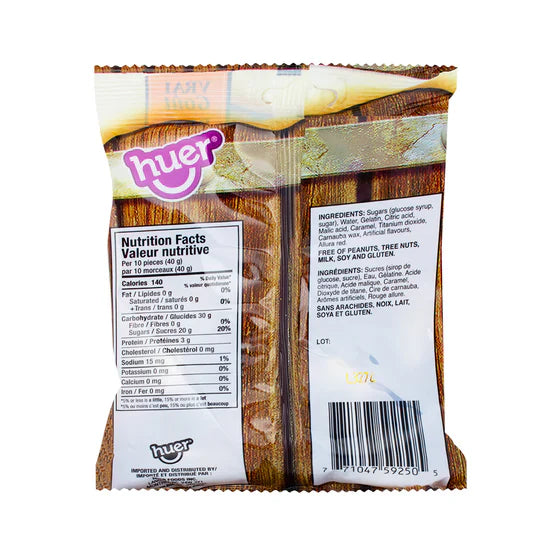 VRAI
Goût
huer®
Nutrition Facts
Valeur nutritive
Per 10 pieces (40 g)
par 10 morceaux (40 g)
Calories 140
% Daily Value*
% valeur quotidienne*
Fat / Lipides 0 g 0%
Saturated / saturés 0 g
+ Trans / trans 0 g 0%
Carbohydrate / Glucides 30 g
Fibre / Fibres 0 g 0%
Sugars / Sucres 20 g 20%
Protein / Protéines 3 g
Cholesterol / Cholestérol 0 mg
Sodium 15 mg 1%
Potassium 0 mg 0%
Calcium 0 mg 0%
Iron / Fer 0 mg 0%
*5% or less is a little, 15% or more is a lot
*5% ou moins c'est peu, 15% ou plus c'est beaucoup
huer
IMPORTED AND DISTRIBUTED BY/
IMPORTÉ ET DISTRIBUÉ PAR :
HUER FOODS INC.
INGREDIENTS: Sugars (glucose syrup,
sugar), Water, Gelatin, Citric acid,
Malic acid, Caramel, Titanium dioxide,
Carnauba wax, Artificial flavours,
Allura red.
FREE OF PEANUTS, TREE NUTS,
MILK, SOY AND GLUTEN.
INGRÉDIENTS: Sucres (sirop de
glucose, sucre), Eau, Gélatine, Acide
citrique, Acide malique, Caramel,
Dioxyde de titane, Cire de carnauba,
Arômes artificiels, Rouge allure.
SANS ARACHIDES, NOIX, LAIT,
SOYA ET GLUTEN.
LOT:
7 71047 59250 5